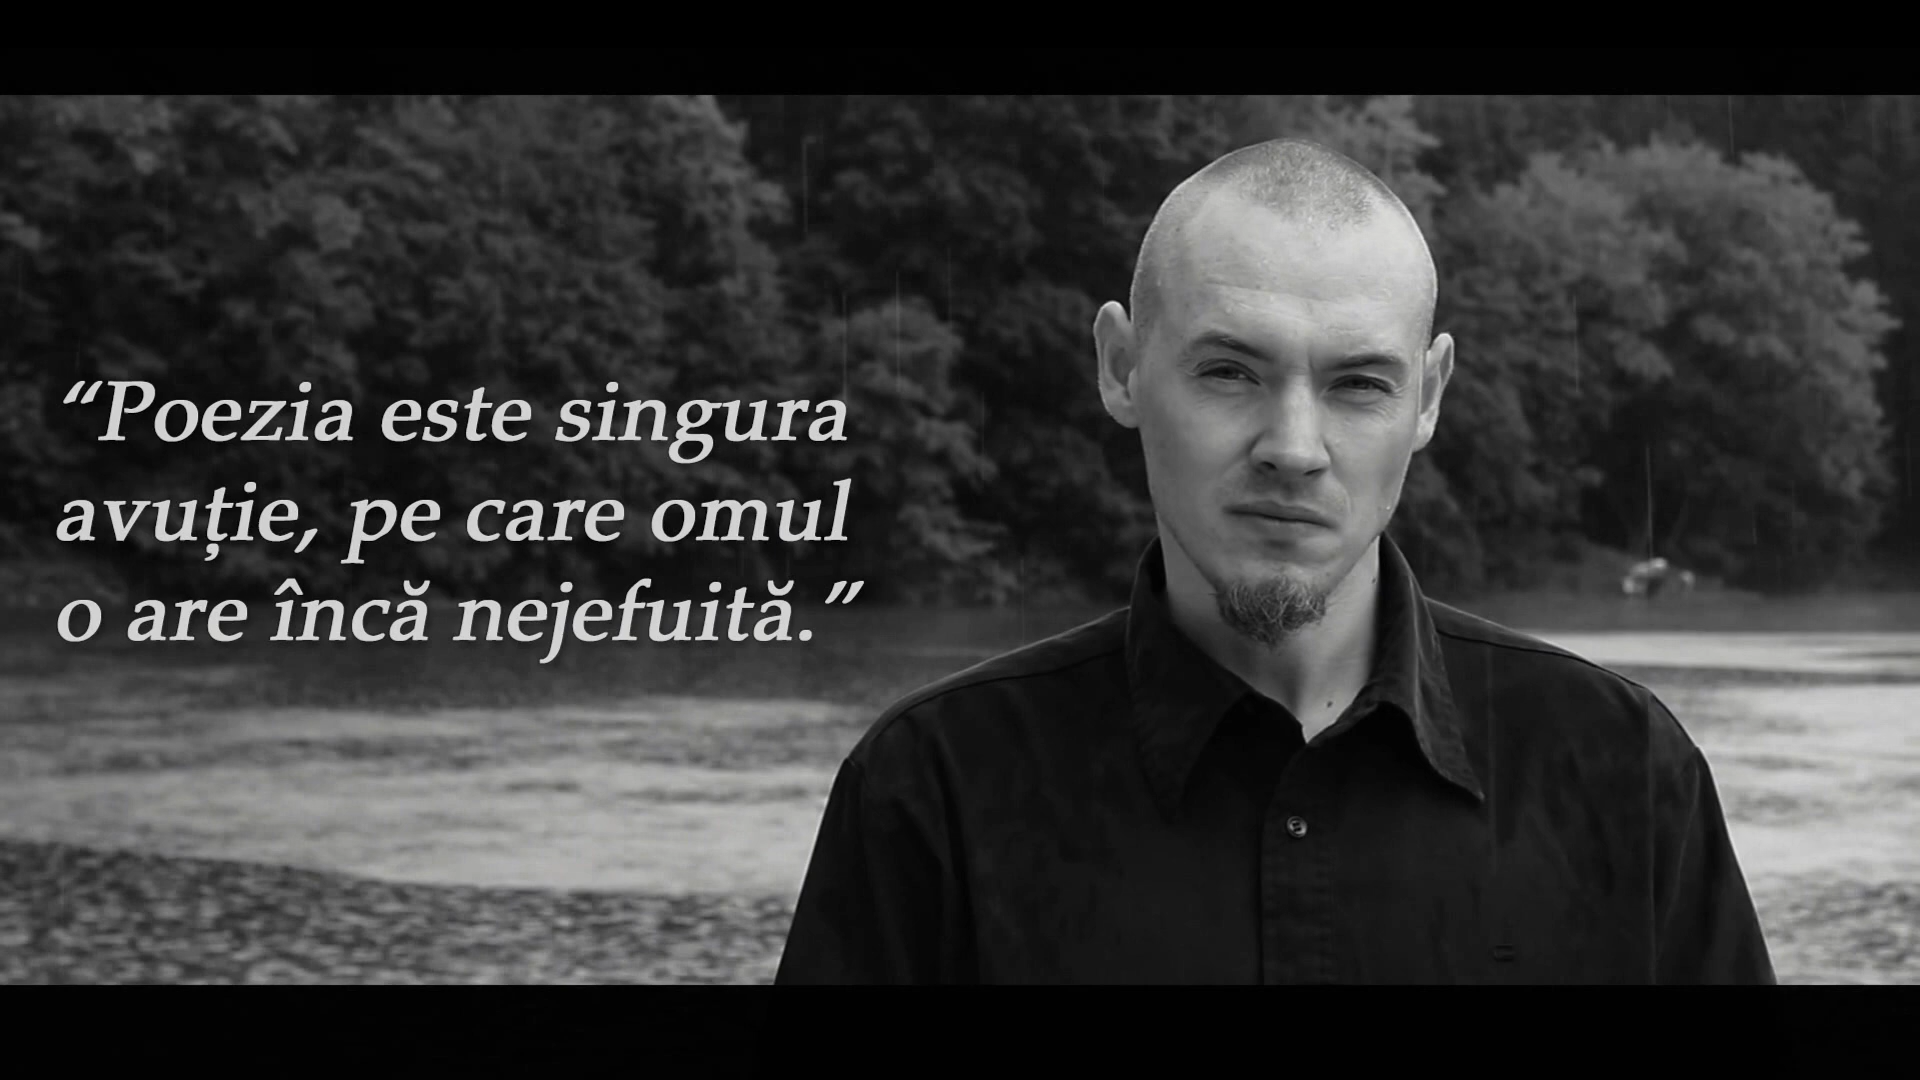 “Poezia este singura
avuție, pe care omul
o are încă nejefuită.”